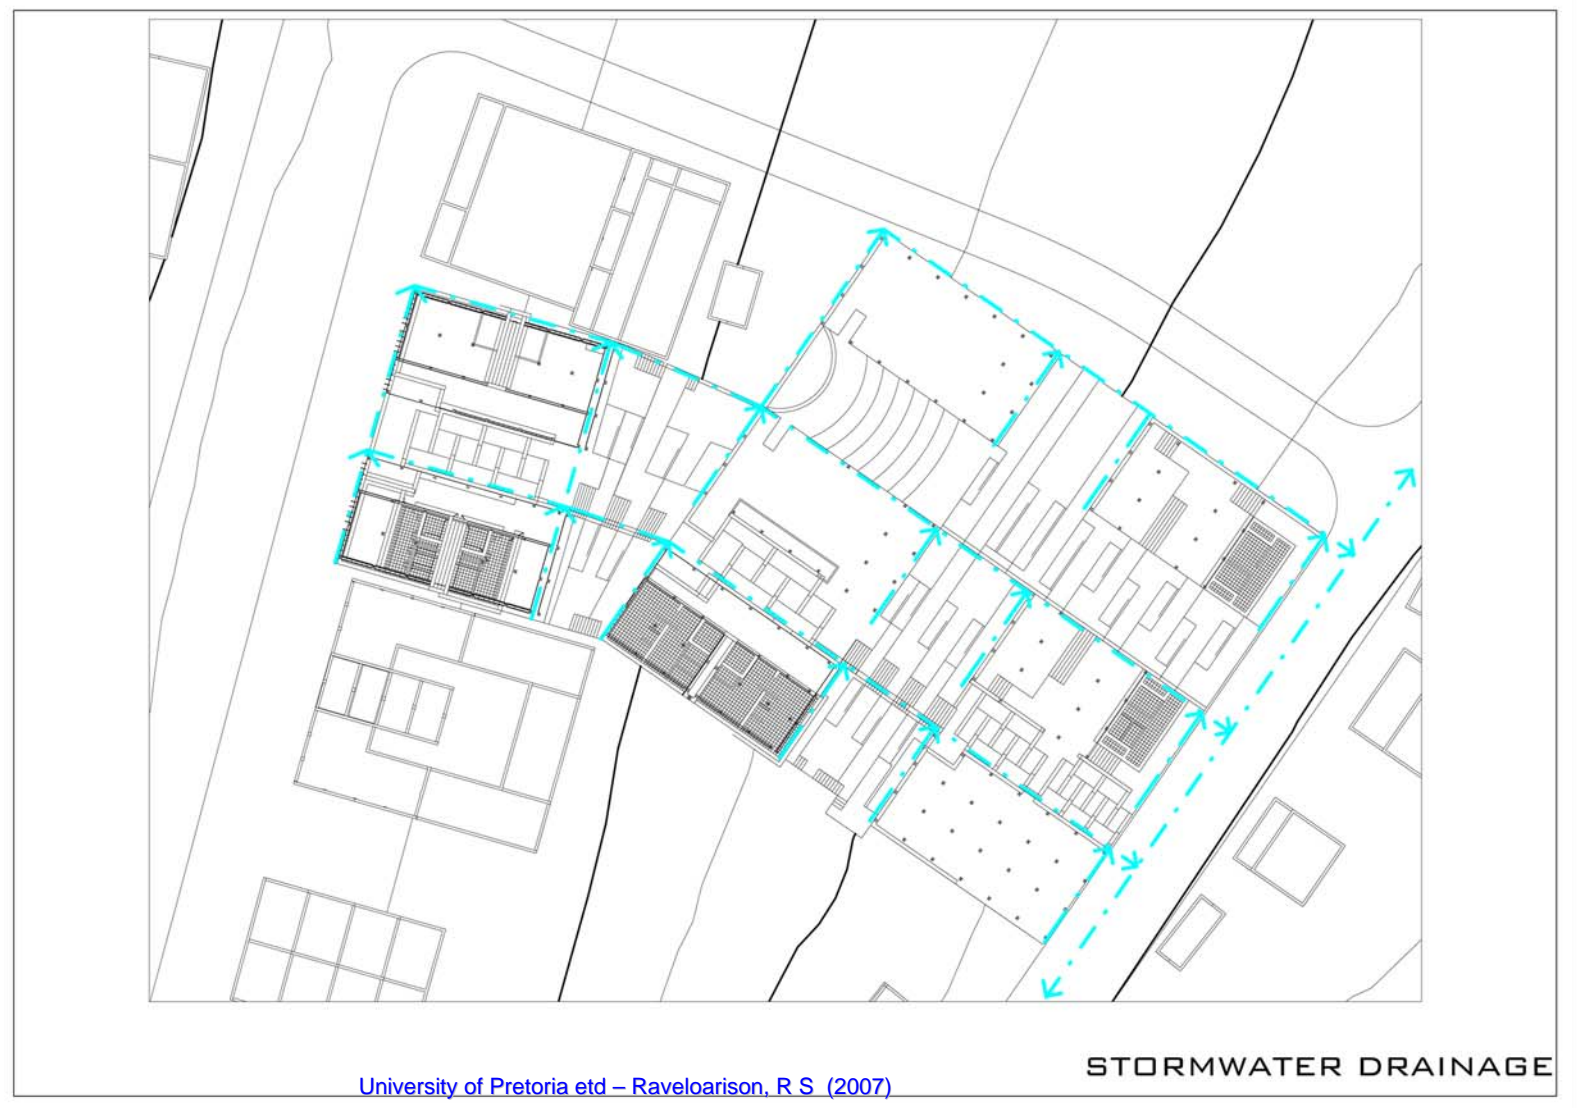 STORMWATER DRAINAGE
University of Pretoria etd – Raveloarison, R S (2007)